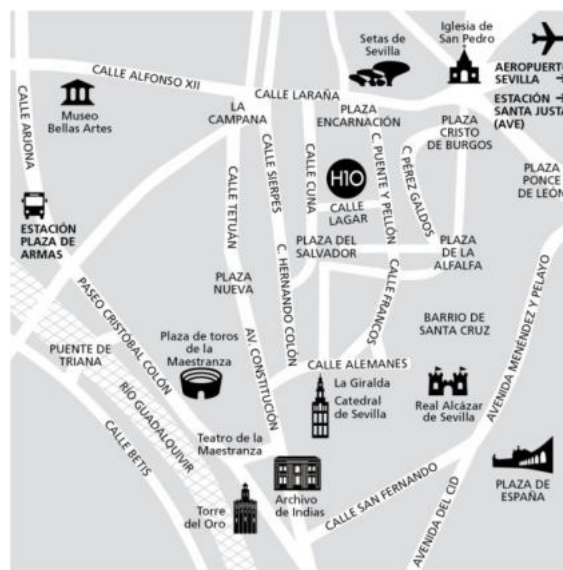 Setas de
Sevilla
Iglesia de
San Pedro
AEROPUERTO
SEVILLA →
ESTACIÓN →
SANTA JUSTA
(AVE)
CALLE ALFONSO XII
CALLE LARAÑA
Museo
Bellas Artes
LA
CAMPANA
PLAZA
ENCARNACIÓN
PLAZA
CRISTO
DE BURGOS
CALLE ARJONA
CALLE TETUÁN
CALLE SIERPES
CALLE CUNA
H10
CALLE
LAGAR
C. PUENTE Y PELLÓN
C. PÉREZ GALDOS
PLAZA
PONCE
DE LEÓN
ESTACIÓN
PLAZA DE
ARMAS
PLAZA DEL
SALVADOR
PLAZA
DE LA
ALFALFA
PLAZA
NUEVA
C. HERNANDO COLÓN
CALLE FRANCOS
AVENIDA MENÉNDEZ Y PELAYO
PASEO CRISTÓBAL COLÓN
BARRIO DE
SANTA CRUZ
PUENTE DE
TRIANA
Plaza de toros
de la
Maestranza
AV. CONSTITUCIÓN
CALLE ALEMANES
La Giralda
Catedral
de Sevilla
Real Alcázar
de Sevilla
RÍO GUADALQUIVIR
CALLE BETIS
Teatro de la
Maestranza
Archivo
de Indias
Torre
del Oro
CALLE SAN FERNANDO
AVENIDA DEL CID
PLAZA DE
ESPAÑA